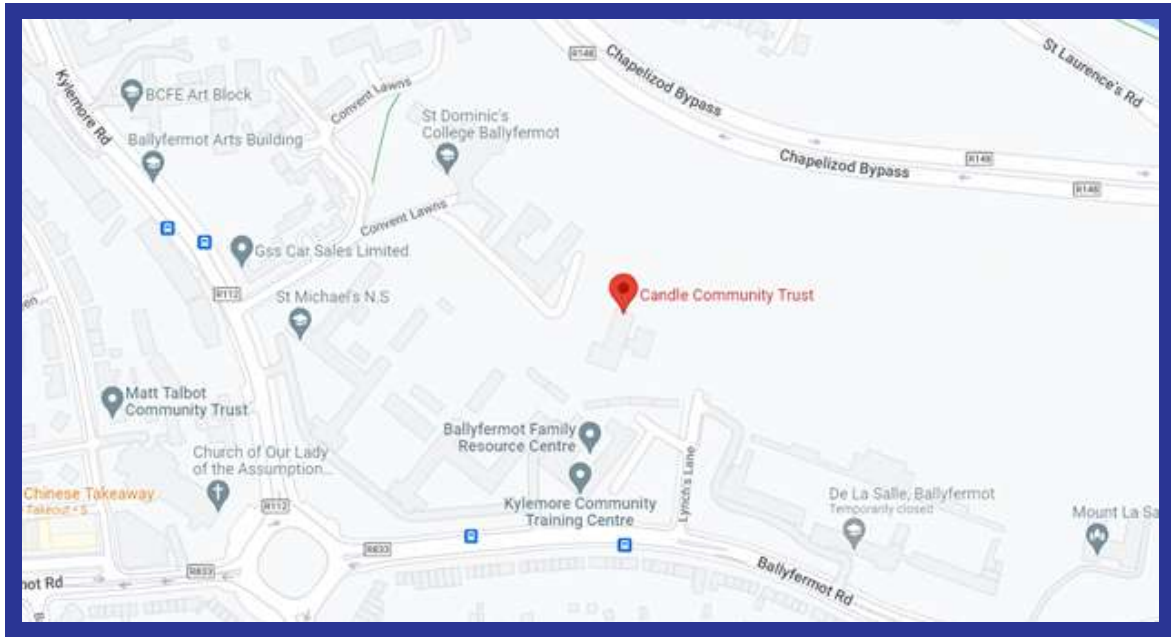 R148
Chapelizod Bypass
St Laurence's Rd
Kylemore Rd
BCFE Art Block
Convent Lawns
St Dominic's
College Ballyfermot
Ballyfermot Arts Building
Chapelizod Bypass
R148
R148
Convent Lawns
Gss Car Sales Limited
R112
St Michael's N.S
Candle Community Trust
Matt Talbot
Community Trust
Ballyfermot Family
Resource Centre
Church of Our Lady
of the Assumption...
Lynch's Lane
Chinese Takeaway
Takeout • $
R112
Kylemore Community
Training Centre
De La Salle, Ballyfermot
Temporarily closed
Mount La Sa
R833
R833
ot Rd
Ballyfermot Rd